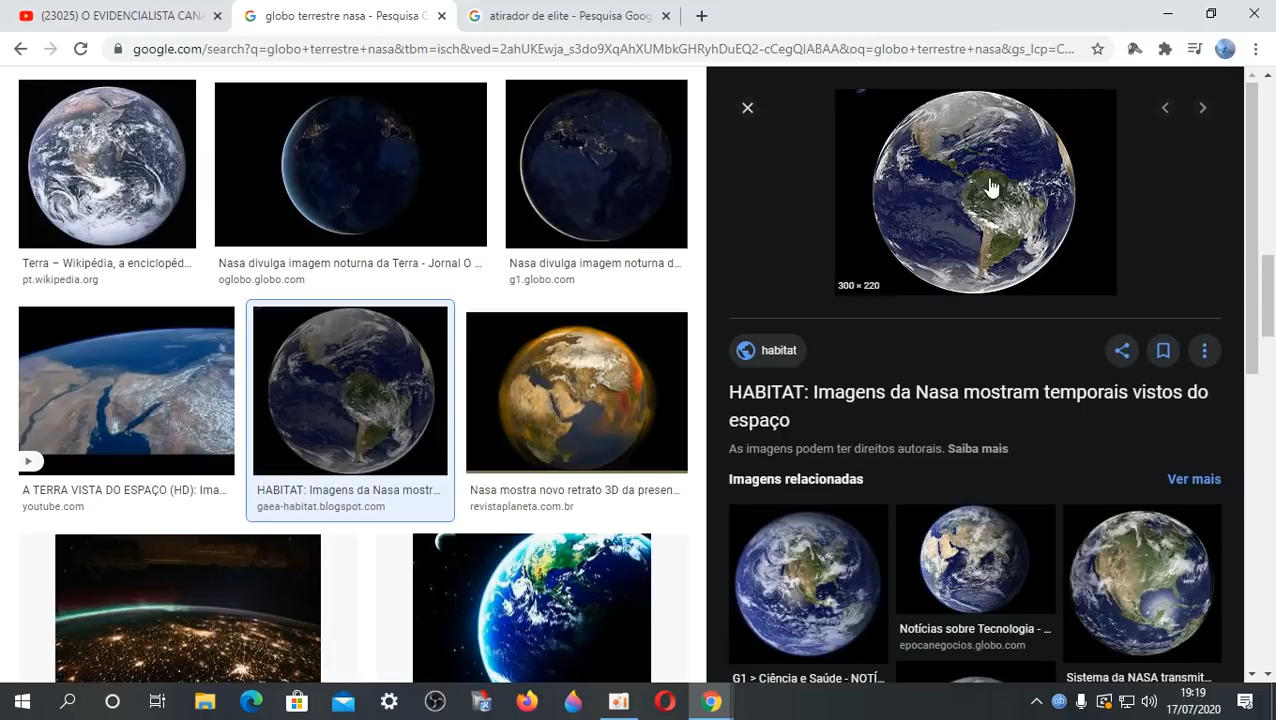 (23025) O EVIDENCIALISTA CANA
globo terrestre nasa - Pesquisa G
atirador de elite - Pesquisa Goog
google.com/search?q=globo+terrestre+nasa&tbm=isch&ved=2ahUKEwja_s3do9XqAhXUMbkGHRyhDuEQ2-cCegQIABAA&oq=globo+terrestre+nasa&gs_lcp=C...
Terra – Wikipédia, a enciclopéd...
pt.wikipedia.org
Nasa divulga imagem noturna da Terra - Jornal O ...
oglobo.globo.com
Nasa divulga imagem noturna d...
g1.globo.com
A TERRA VISTA DO ESPAÇO (HD): Ima...
youtube.com
HABITAT: Imagens da Nasa mostr...
gaea-habitat.blogspot.com
Nasa mostra novo retrato 3D da presen...
revistaplaneta.com.br
300 × 220
habitat
HABITAT: Imagens da Nasa mostram temporais vistos do
espaço
As imagens podem ter direitos autorais. Saiba mais
Imagens relacionadas
Ver mais
Notícias sobre Tecnologia - ...
epocanegocios.globo.com
G1 > Ciência e Saúde - NOTÍ...
Sistema da NASA transmit...
19:19
17/07/2020